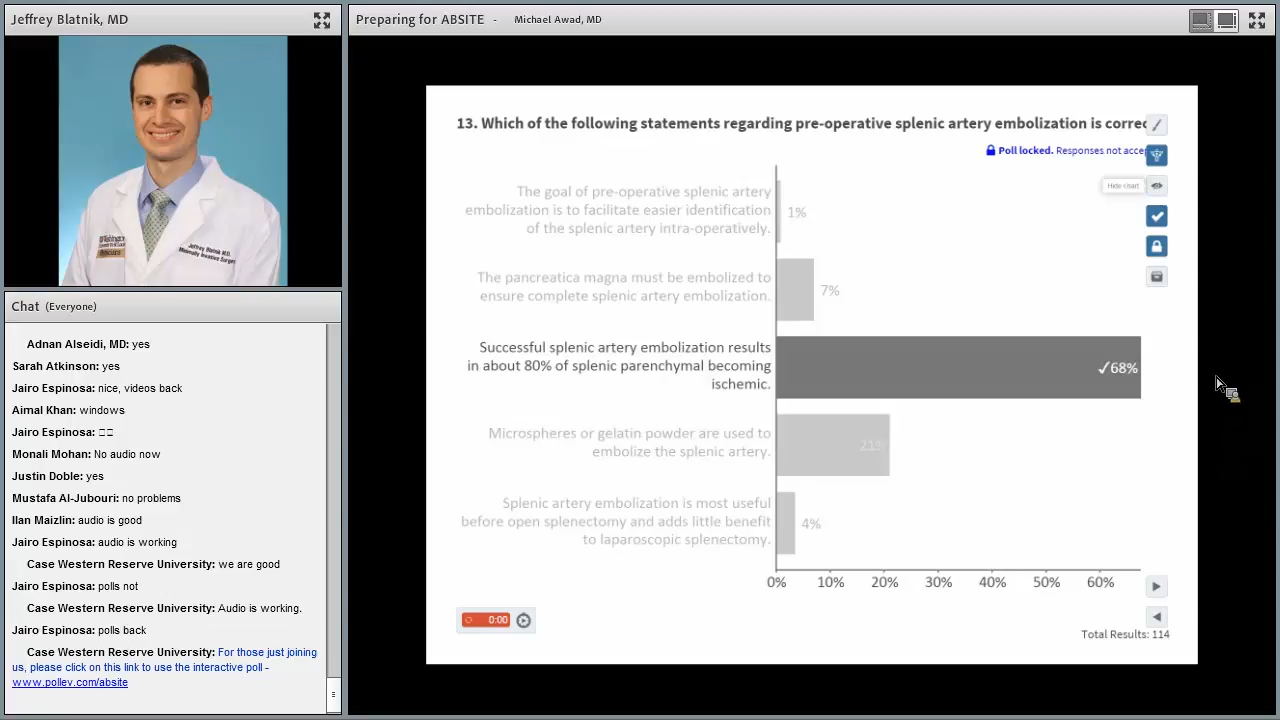 Jeffrey Blatnik, MD
Preparing for ABSITE - Michael Awad, MD
Jeffrey Blatnik M.D.
Minimally Invasive Surgery
Chat (Everyone)
Adnan Alseidi, MD: yes
Sarah Atkinson: yes
Jairo Espinosa: nice, videos back
Aimal Khan: windows
Jairo Espinosa: □□
Monali Mohan: No audio now
Justin Doble: yes
Mustafa Al-Jubouri: no problems
Ilan Maizlin: audio is good
Jairo Espinosa: audio is working
Case Western Reserve University: we are good
Jairo Espinosa: polls not
Case Western Reserve University: Audio is working.
Jairo Espinosa: polls back
Case Western Reserve University: For those just joining
us, please click on this link to use the interactive poll -
www.pollev.com/absite
13. Which of the following statements regarding pre-operative splenic artery embolization is correc
Poll locked. Responses not accep
Hide chart
The goal of pre-operative splenic artery
embolization is to facilitate easier identification
of the splenic artery intra-operatively.
1%
The pancreatica magna must be embolized to
ensure complete splenic artery embolization.
7%
Successful splenic artery embolization results
in about 80% of splenic parenchymal becoming
ischemic.
✓68%
Microspheres or gelatin powder are used to
embolize the splenic artery.
21%
Splenic artery embolization is most useful
before open splenectomy and adds little benefit
to laparoscopic splenectomy.
4%
0% 10% 20% 30% 40% 50% 60%
0:00
Total Results: 114